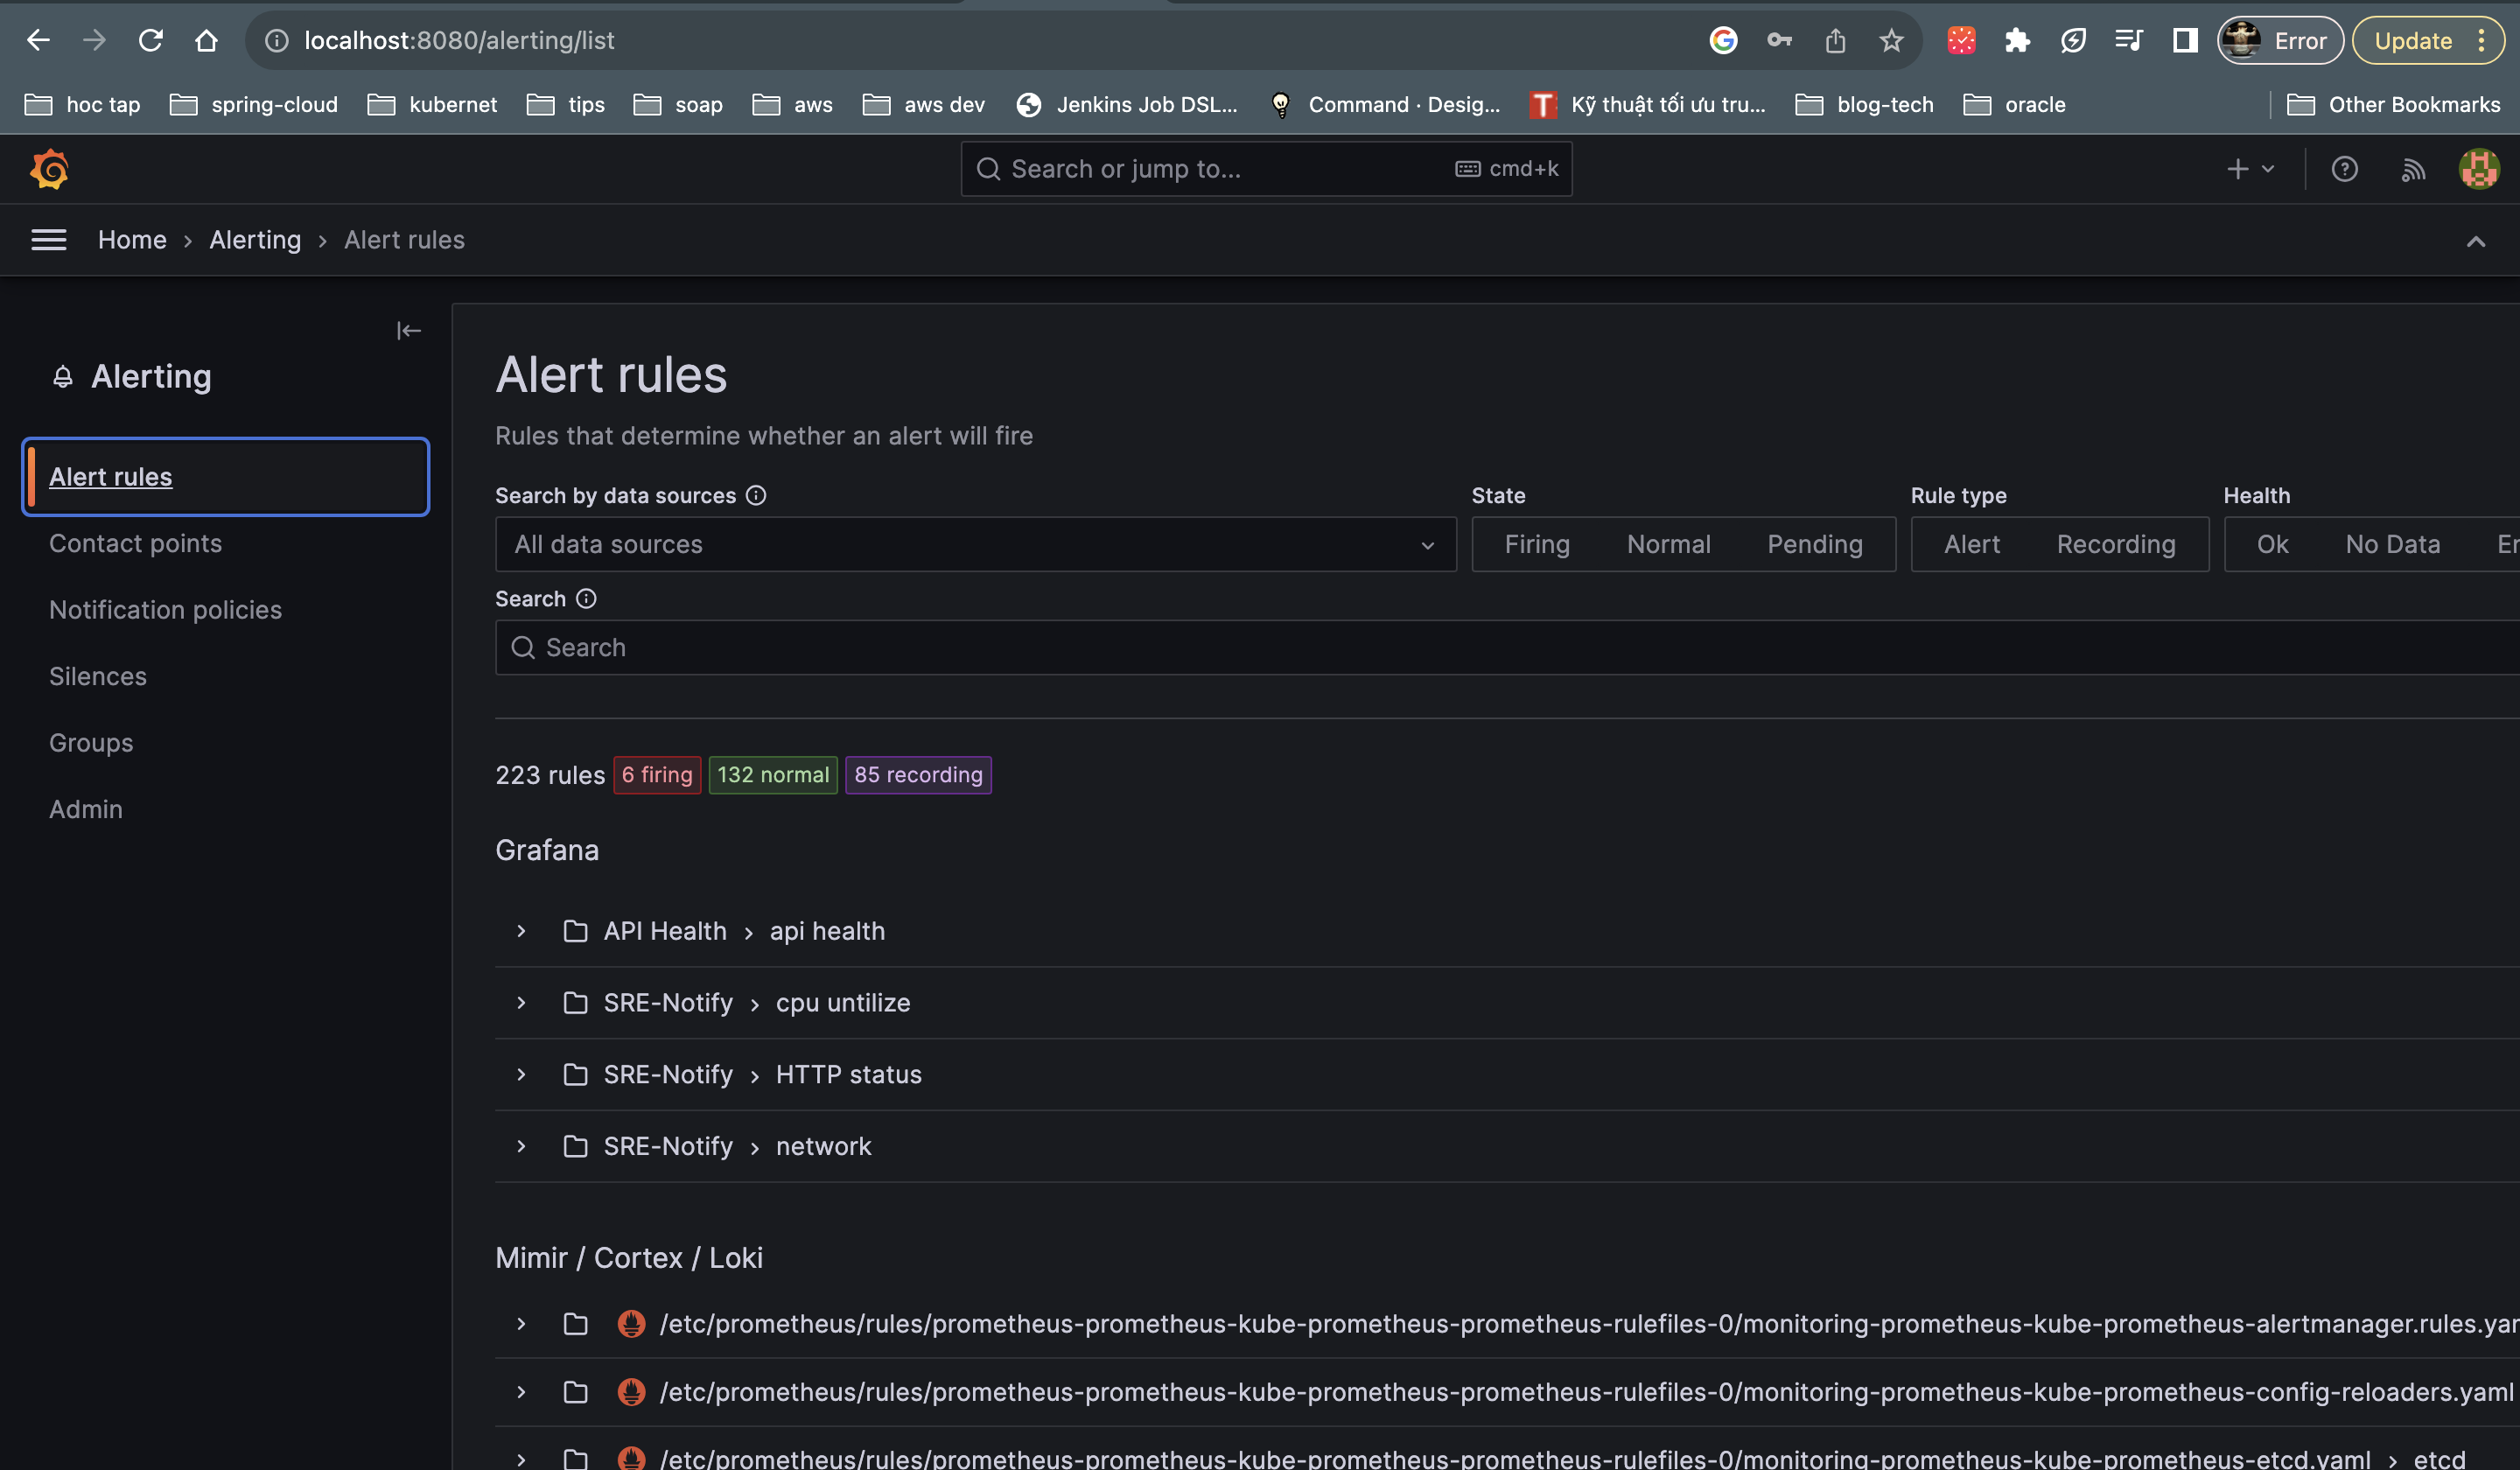 localhost:8080/alerting/list
Error
Update
hoc tap
spring-cloud
kubernet
tips
soap
aws
aws dev
Jenkins Job DSL...
Command · Desig...
Kỹ thuật tối ưu tru...
blog-tech
oracle
Other Bookmarks
Search or jump to...
cmd+k
Home › Alerting › Alert rules
Alerting
Alert rules
Contact points
Notification policies
Silences
Groups
Admin
Alert rules
Rules that determine whether an alert will fire
Search by data sources
All data sources
State
Firing Normal Pending
Rule type
Alert Recording
Health
Ok No Data Er
Search
Search
223 rules 6 firing 132 normal 85 recording
Grafana
API Health › api health
SRE-Notify › cpu untilize
SRE-Notify › HTTP status
SRE-Notify › network
Mimir / Cortex / Loki
/etc/prometheus/rules/prometheus-prometheus-kube-prometheus-prometheus-rulefiles-0/monitoring-prometheus-kube-prometheus-alertmanager.rules.yam
/etc/prometheus/rules/prometheus-prometheus-kube-prometheus-prometheus-rulefiles-0/monitoring-prometheus-kube-prometheus-config-reloaders.yaml
/etc/prometheus/rules/prometheus-prometheus-kube-prometheus-prometheus-rulefiles-0/monitoring-prometheus-kube-prometheus-etcd.yaml › etcd